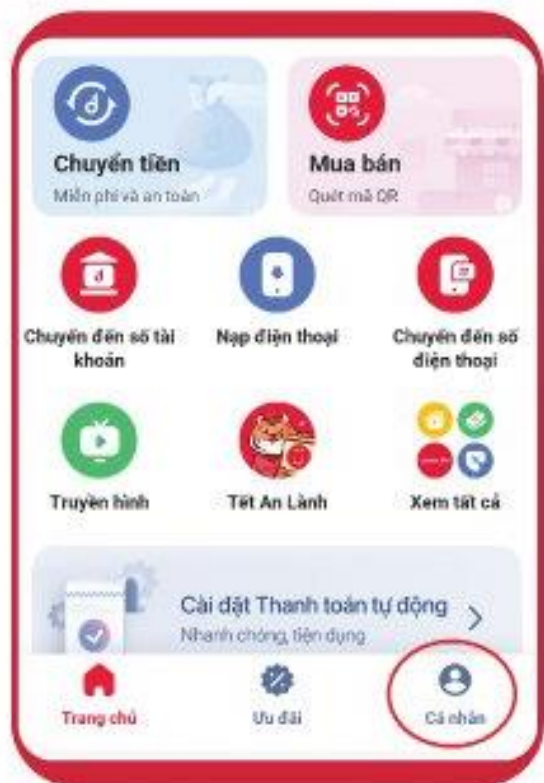 Chuyển tiền
Miễn phí và an toàn
Mua bán
Quét mã QR
Chuyển đến số tài
khoản
Nạp điện thoại
Chuyển đến số
điện thoại
Truyền hình
Tết An Lành
Xem tất cả
Cài đặt Thanh toán tự động
Nhanh chóng, tiện dụng
Trang chủ
Ưu đãi
Cá nhân